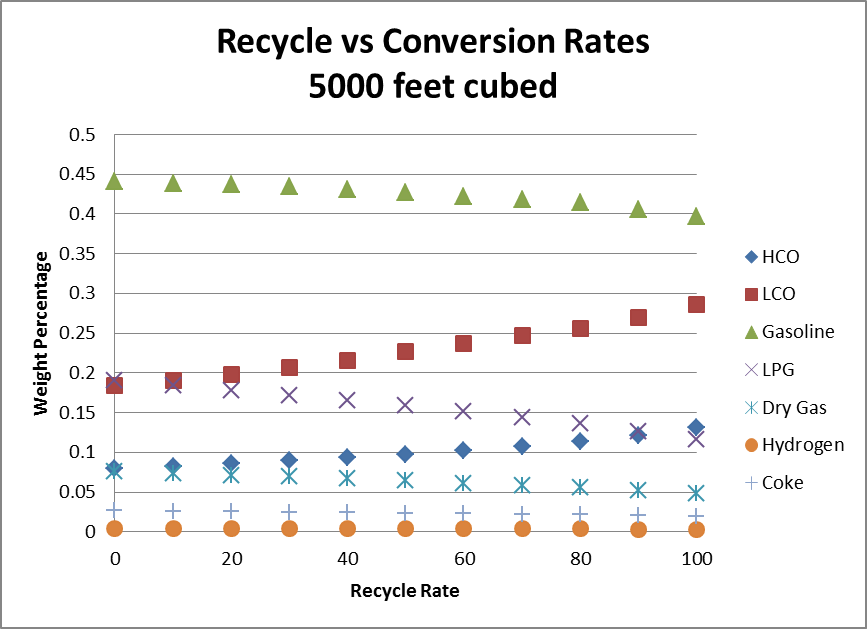 Recycle vs Conversion Rates
5000 feet cubed
0.5
0.45
0.4
0.35
0.3
0.25
0.2
0.15
0.1
0.05
0
Weight Percentage
0 20 40 60 80 100
Recycle Rate
HCO
LCO
Gasoline
LPG
Dry Gas
Hydrogen
Coke